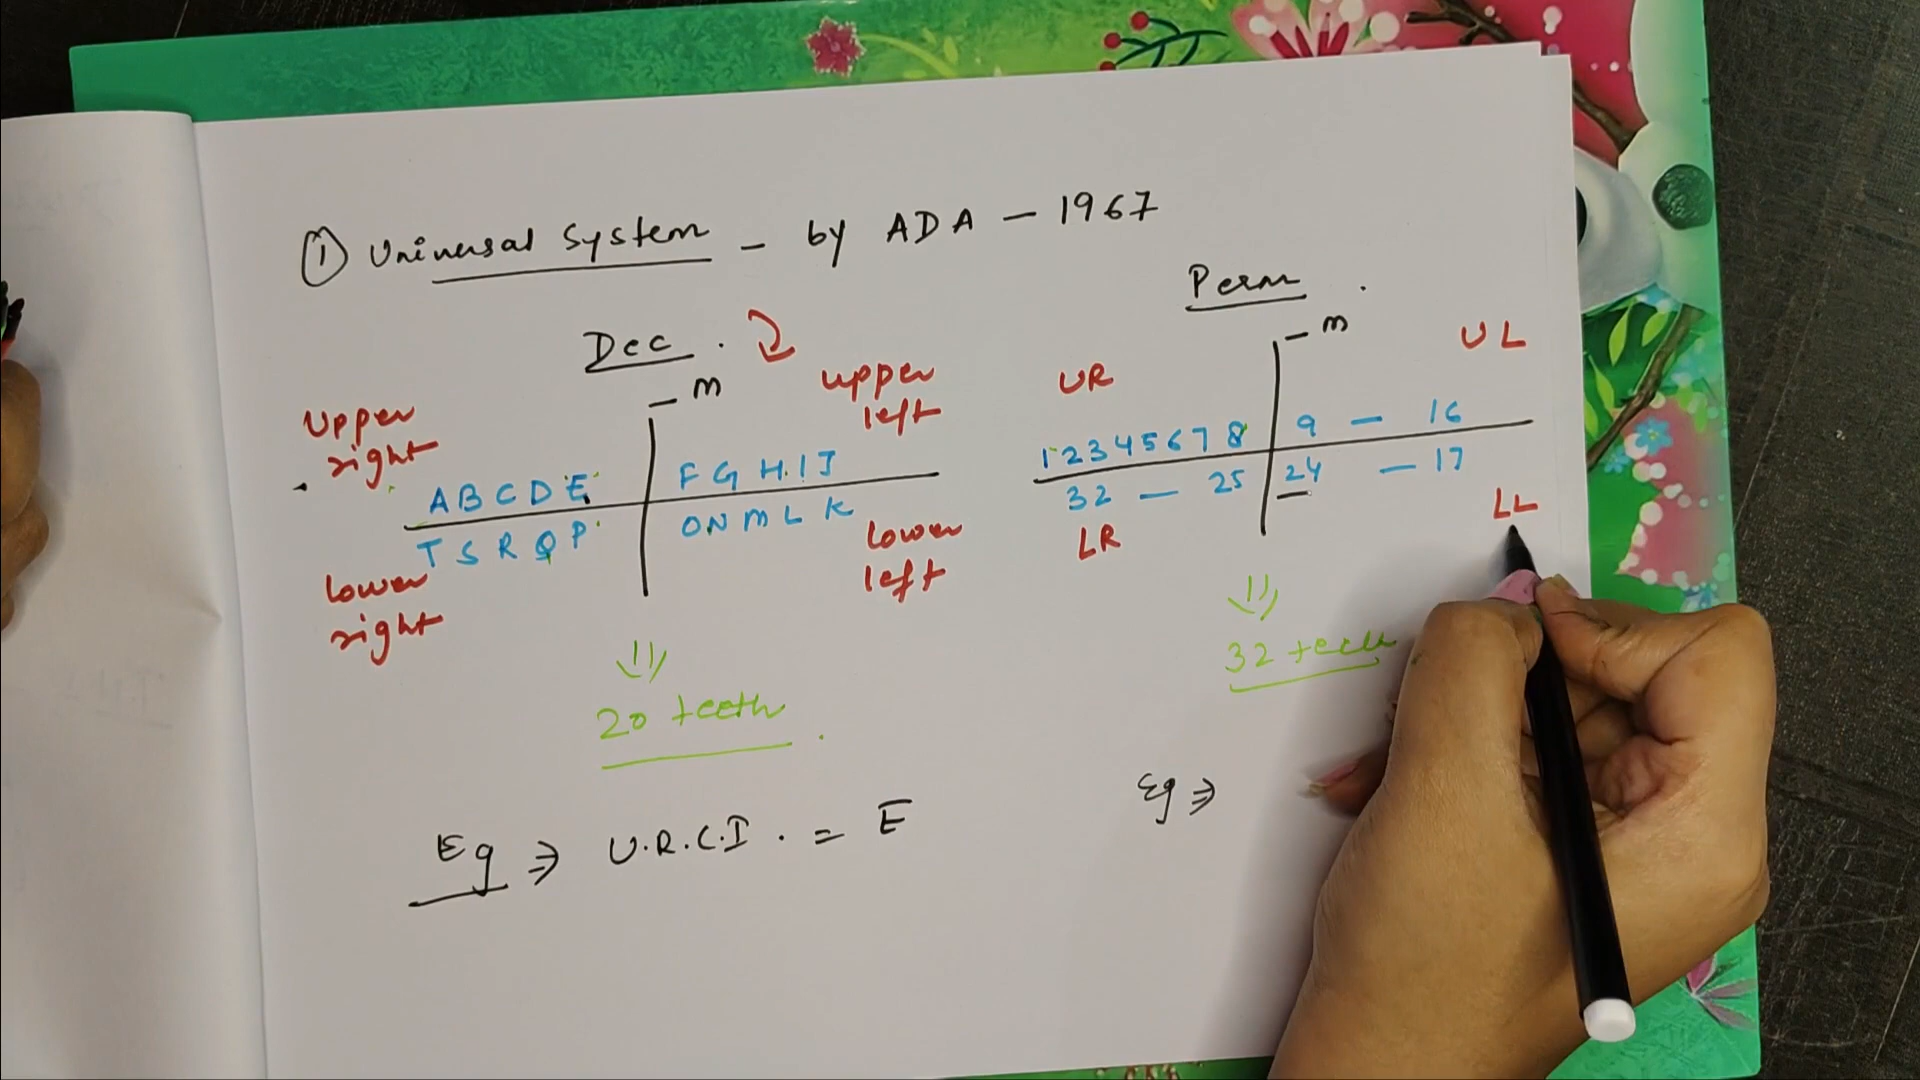 ① Universal System - by ADA - 1967
Dec.
m
Upper right
upper left
A B C D E F G H I J
T S R Q P O N M L K
Lower right
Lower left
20 teeth
Eg ⇒ U.R.C.I. = E
Perm.
m
UR
UL
1 2 3 4 5 6 7 8 9 - 16
32 - 25 24 - 17
LR
LL
32 teeth
Eg ⇒